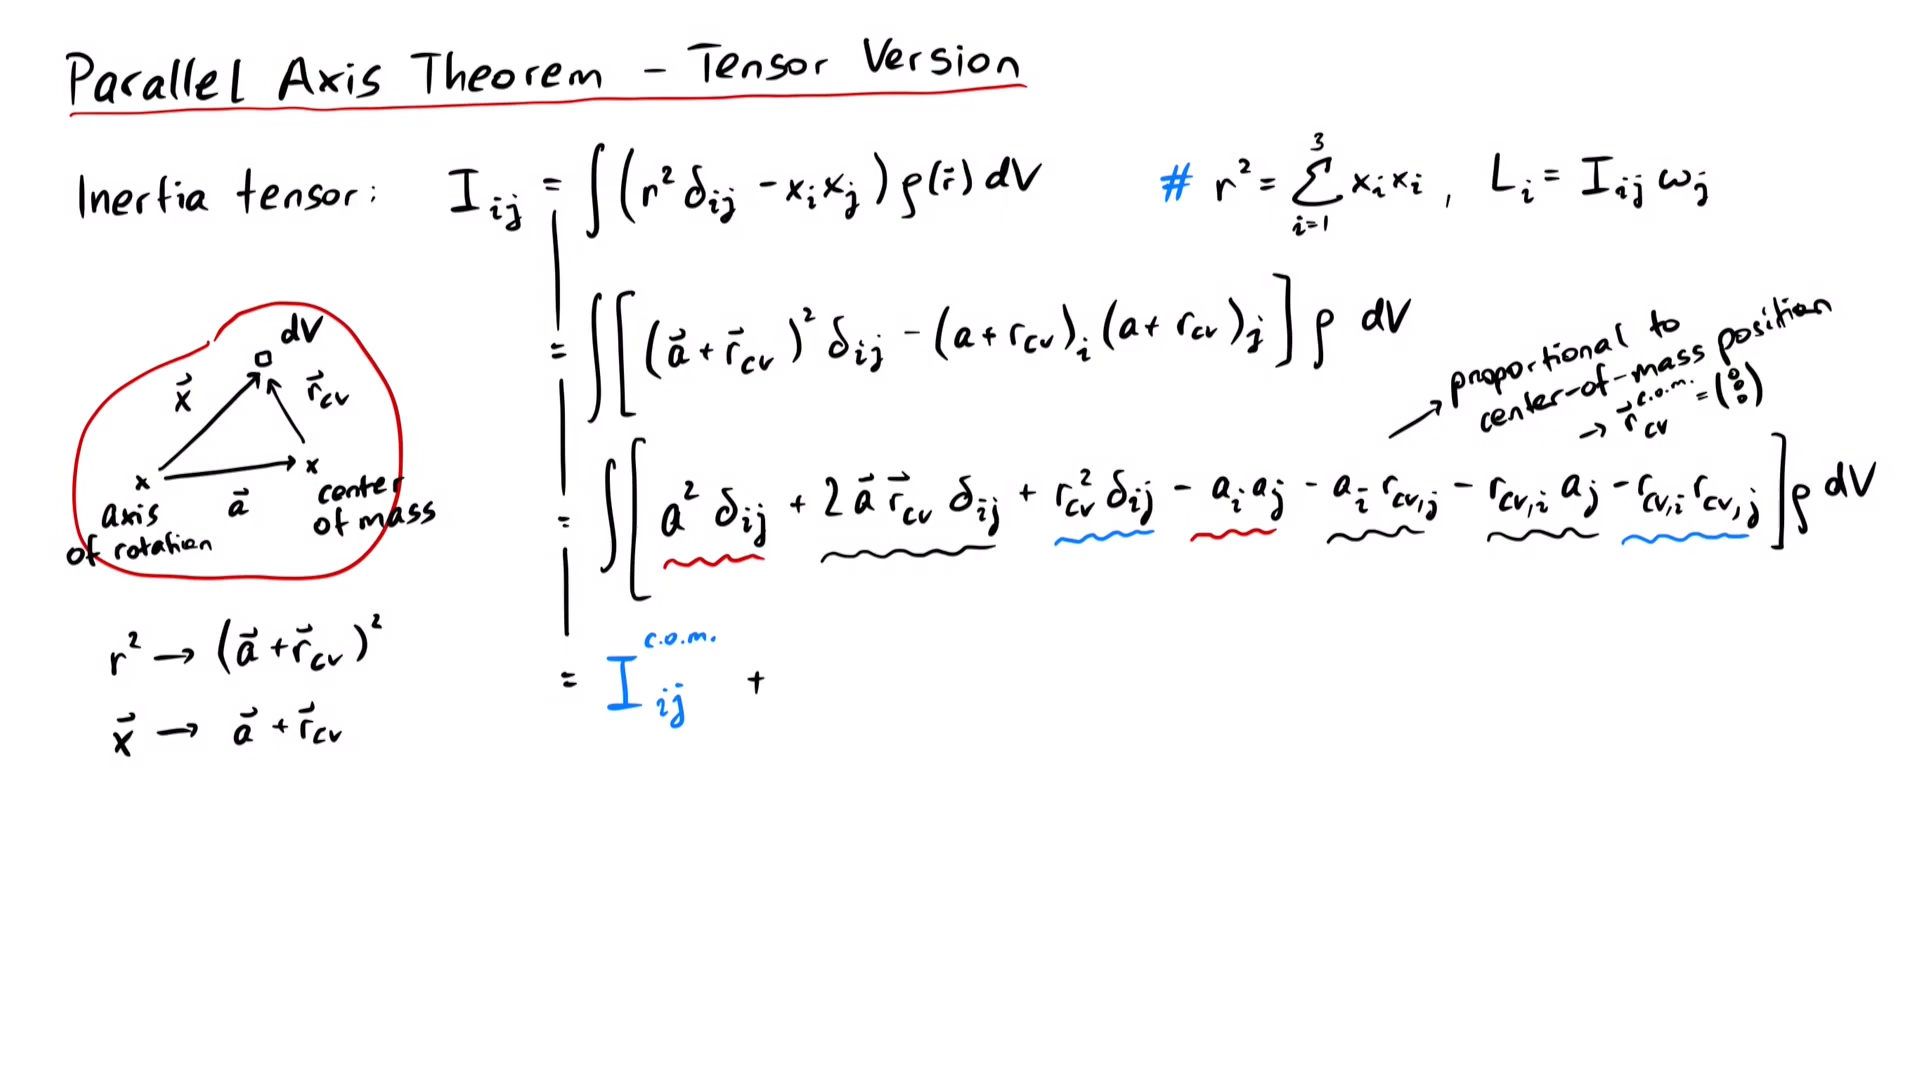 Parallel Axis Theorem – Tensor Version
Inertia tensor: I_ij = ∫(r² δ_ij - x_i x_j) ρ(r⃗) dV # r² = Σ_{i=1}^{3} x_i x_i , L_i = I_ij ω_j
= ∫[(a⃗ + r⃗_cv)² δ_ij - (a + r_cv)_i (a + r_cv)_j] ρ dV
→ proportional to
center-of-mass position
→ r⃗_cv^c.o.m. = (0 0 0)
dV
x⃗ r⃗_cv
x x
axis a⃗ center
of rotation of mass
= ∫[a² δ_ij + 2 a⃗ r⃗_cv δ_ij + r_cv² δ_ij - a_i a_j - a_i r_cv,j - r_cv,i a_j - r_cv,i r_cv,j] ρ dV
r² → (a⃗ + r⃗_cv)²
= I_ij^c.o.m. +
x⃗ → a⃗ + r⃗_cv